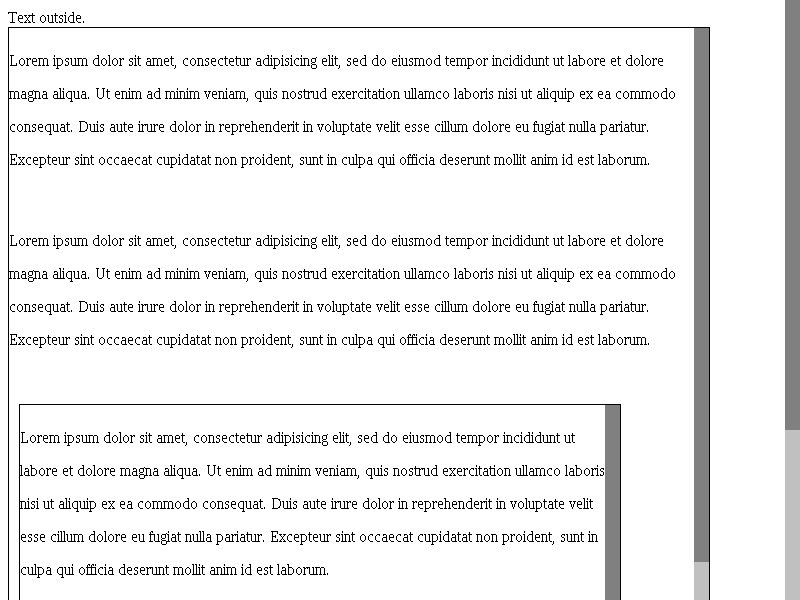 Text outside.
Lorem ipsum dolor sit amet, consectetur adipisicing elit, sed do eiusmod tempor incididunt ut labore et dolore
magna aliqua. Ut enim ad minim veniam, quis nostrud exercitation ullamco laboris nisi ut aliquip ex ea commodo
consequat. Duis aute irure dolor in reprehenderit in voluptate velit esse cillum dolore eu fugiat nulla pariatur.
Excepteur sint occaecat cupidatat non proident, sunt in culpa qui officia deserunt mollit anim id est laborum.
Lorem ipsum dolor sit amet, consectetur adipisicing elit, sed do eiusmod tempor incididunt ut labore et dolore
magna aliqua. Ut enim ad minim veniam, quis nostrud exercitation ullamco laboris nisi ut aliquip ex ea commodo
consequat. Duis aute irure dolor in reprehenderit in voluptate velit esse cillum dolore eu fugiat nulla pariatur.
Excepteur sint occaecat cupidatat non proident, sunt in culpa qui officia deserunt mollit anim id est laborum.
Lorem ipsum dolor sit amet, consectetur adipisicing elit, sed do eiusmod tempor incididunt ut
labore et dolore magna aliqua. Ut enim ad minim veniam, quis nostrud exercitation ullamco laboris
nisi ut aliquip ex ea commodo consequat. Duis aute irure dolor in reprehenderit in voluptate velit
esse cillum dolore eu fugiat nulla pariatur. Excepteur sint occaecat cupidatat non proident, sunt in
culpa qui officia deserunt mollit anim id est laborum.